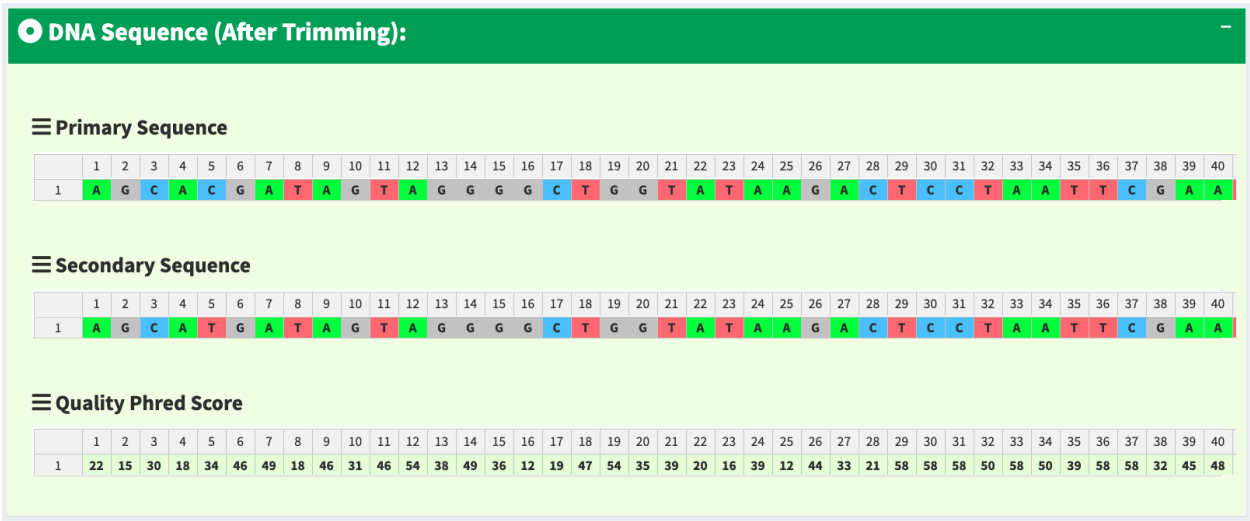 DNA Sequence (After Trimming): −
Primary Sequence
1 2 3 4 5 6 7 8 9 10 11 12 13 14 15 16 17 18 19 20 21 22 23 24 25 26 27 28 29 30 31 32 33 34 35 36 37 38 39 40
1 A G C A C G A T A G T A G G G G C T G G T A T A A G A C T C C T A A T T C G A A
Secondary Sequence
1 2 3 4 5 6 7 8 9 10 11 12 13 14 15 16 17 18 19 20 21 22 23 24 25 26 27 28 29 30 31 32 33 34 35 36 37 38 39 40
1 A G C A T G A T A G T A G G G G C T G G T A T A A G A C T C C T A A T T C G A A
Quality Phred Score
1 2 3 4 5 6 7 8 9 10 11 12 13 14 15 16 17 18 19 20 21 22 23 24 25 26 27 28 29 30 31 32 33 34 35 36 37 38 39 40
1 22 15 30 18 34 46 49 18 46 31 46 54 38 49 36 12 19 47 54 35 39 20 16 39 12 44 33 21 58 58 58 50 58 50 39 58 58 32 45 48